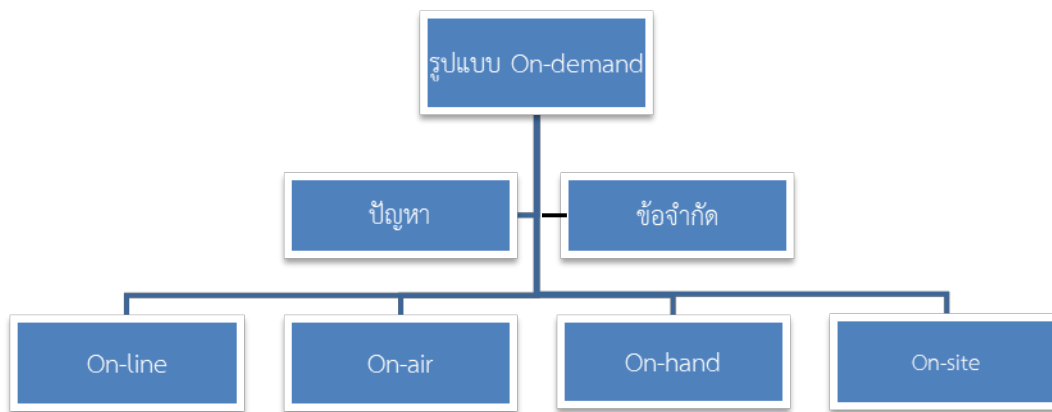 รูปแบบ On-demand
ปัญหา
ข้อจำกัด
On-line
On-air
On-hand
On-site